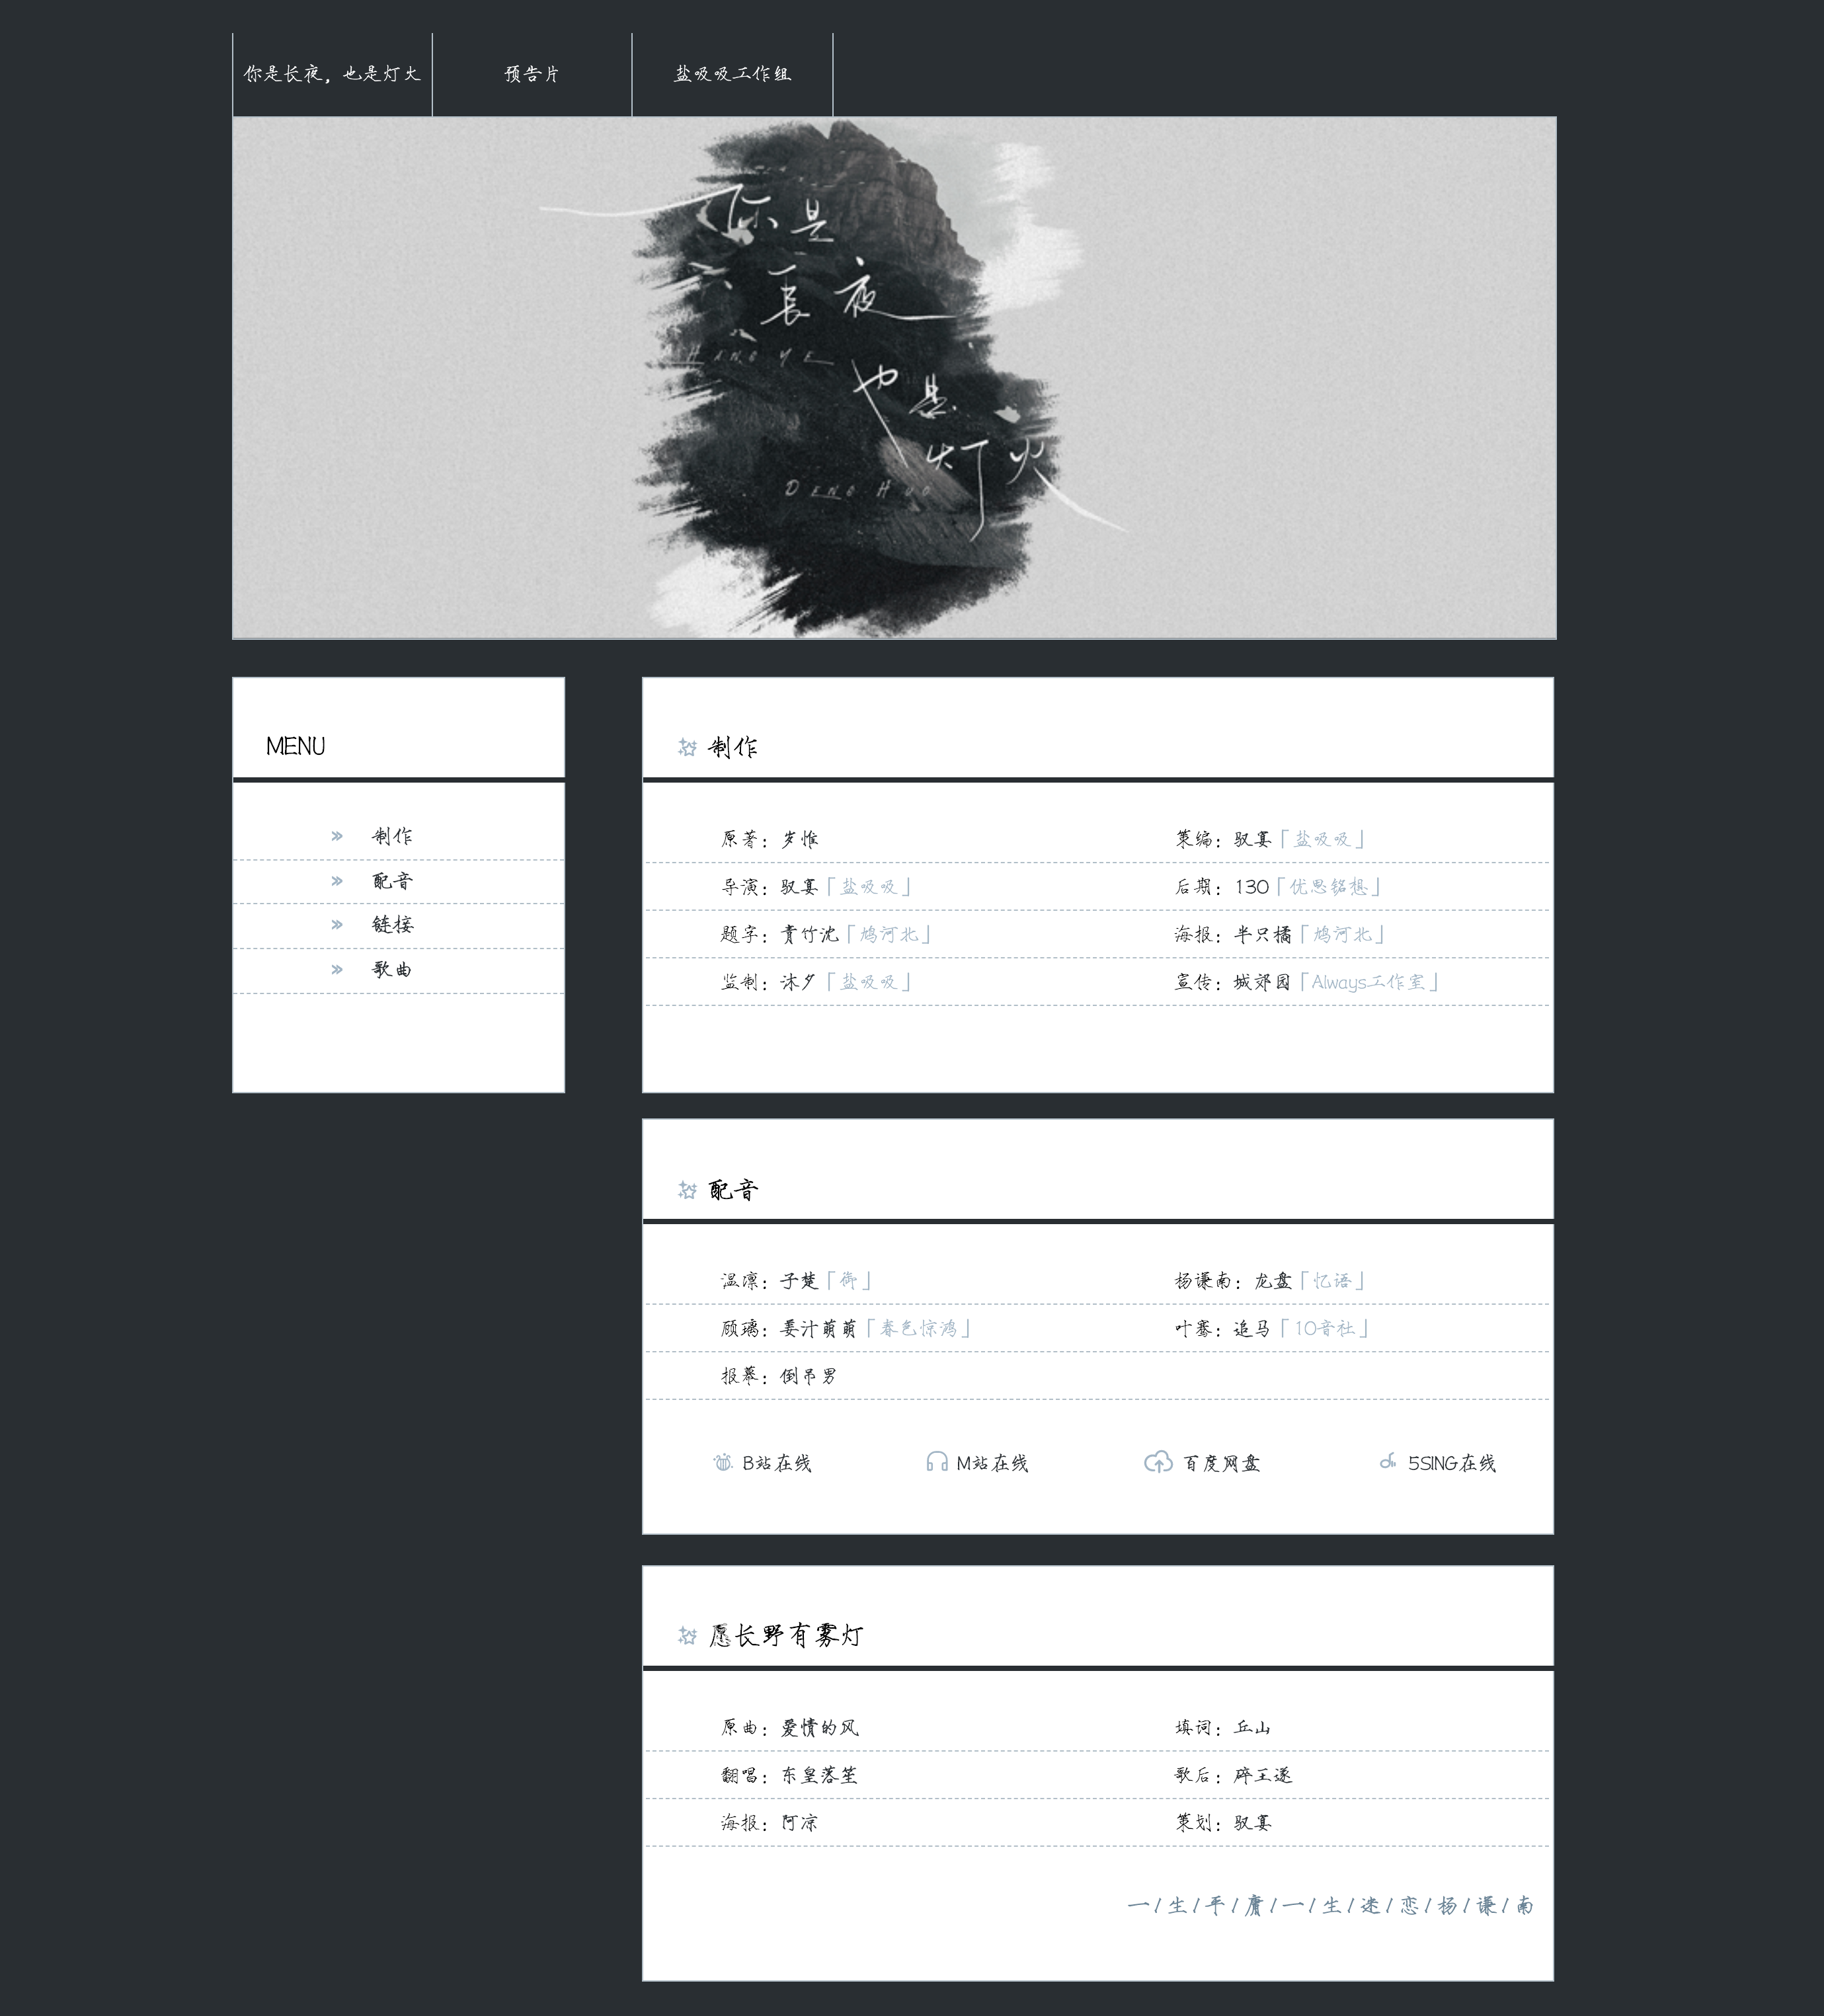 你是长夜，也是灯火
预告片
盐吸吸工作组
你是
长夜
HANG YE
也是
灯火
DENG HUO
MENU
制作
配音
链接
歌曲
制作
原著：岁惟
策编：驭宴「盐吸吸」
导演：驭宴「盐吸吸」
后期：130「优思铭想」
题字：青竹沈「鸠河北」
海报：半只橘「鸠河北」
监制：沐夕「盐吸吸」
宣传：城郊园「Always工作室」
配音
温凛：子楚「御」
杨谦南：龙盘「忆语」
顾璃：姜汁萌萌「春色惊鸿」
叶骞：追马「10音社」
报幕：倒吊男
B站在线
M站在线
百度网盘
5SING在线
愿长野有雾灯
原曲：爱情的风
填词：丘山
翻唱：东皇落笙
歌后：碎王遂
海报：阿凉
策划：驭宴
一/生/平/庸/一/生/迷/恋/杨/谦/南